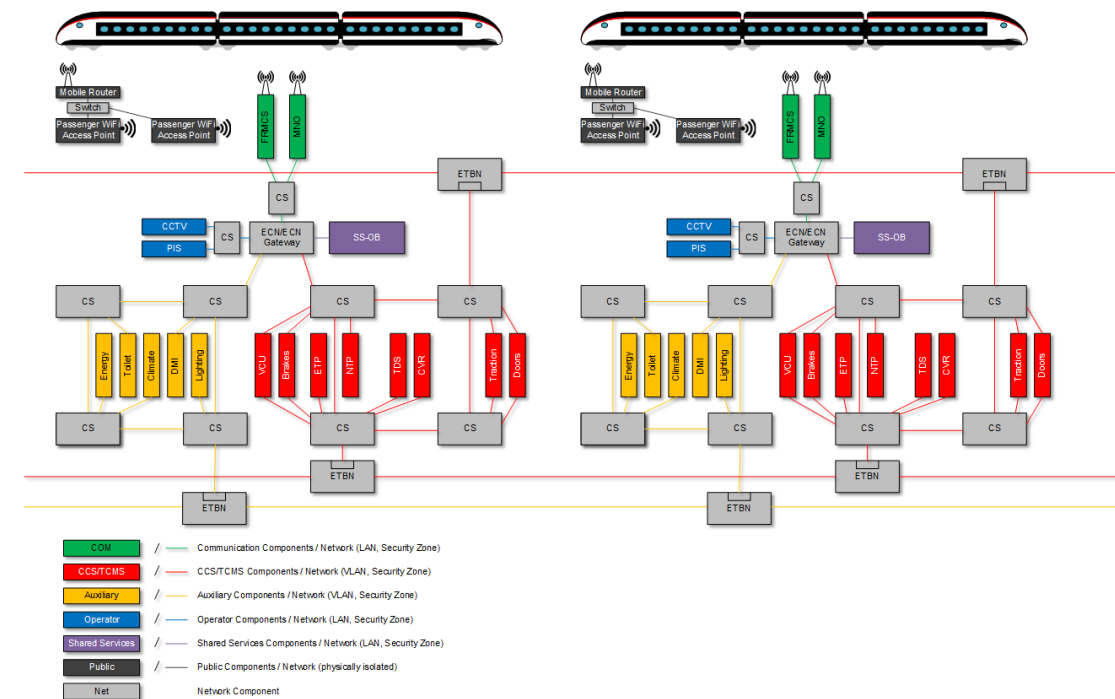 Mobile Router
Switch
Passenger WiFi
Access Point
Passenger WiFi
Access Point
FRMCS
MNO
ETBN
CS
CCTV
PIS
CS
ECN/ECN
Gateway
SS-OB
CS
CS
CS
CS
Energy
Toilet
Climate
DMI
Lighting
VCU
Brakes
ETP
NTP
TDS
CVR
Traction
Doors
CS
CS
CS
CS
ETBN
ETBN
Mobile Router
Switch
Passenger WiFi
Access Point
Passenger WiFi
Access Point
FRMCS
MNO
ETBN
CS
CCTV
PIS
CS
ECN/ECN
Gateway
SS-OB
CS
CS
CS
CS
Energy
Toilet
Climate
DMI
Lighting
VCU
Brakes
ETP
NTP
TDS
CVR
Traction
Doors
CS
CS
CS
CS
ETBN
ETBN
COM / Communication Components / Network (LAN, Security Zone)
CCS/TCMS / CCS/TCMS Components / Network (VLAN, Security Zone)
Auxiliary / Auxiliary Components / Network (VLAN, Security Zone)
Operator / Operator Components / Network (LAN, Security Zone)
Shared Services / Shared Services Components / Network (LAN, Security Zone)
Public / Public Components / Network (physically isolated)
Net Network Component